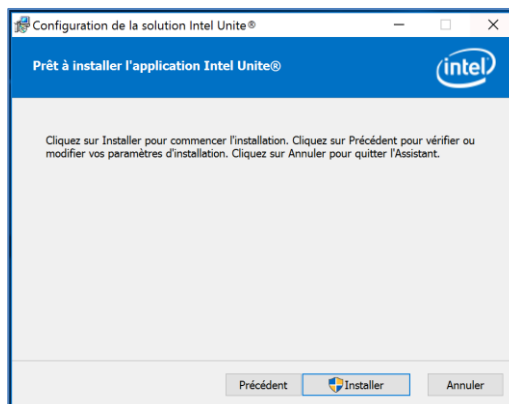 Configuration de la solution Intel Unite®
Prêt à installer l'application Intel Unite®
intel
Cliquez sur Installer pour commencer l'installation. Cliquez sur Précédent pour vérifier ou
modifier vos paramètres d'installation. Cliquez sur Annuler pour quitter l'Assistant.
Précédent
Installer
Annuler